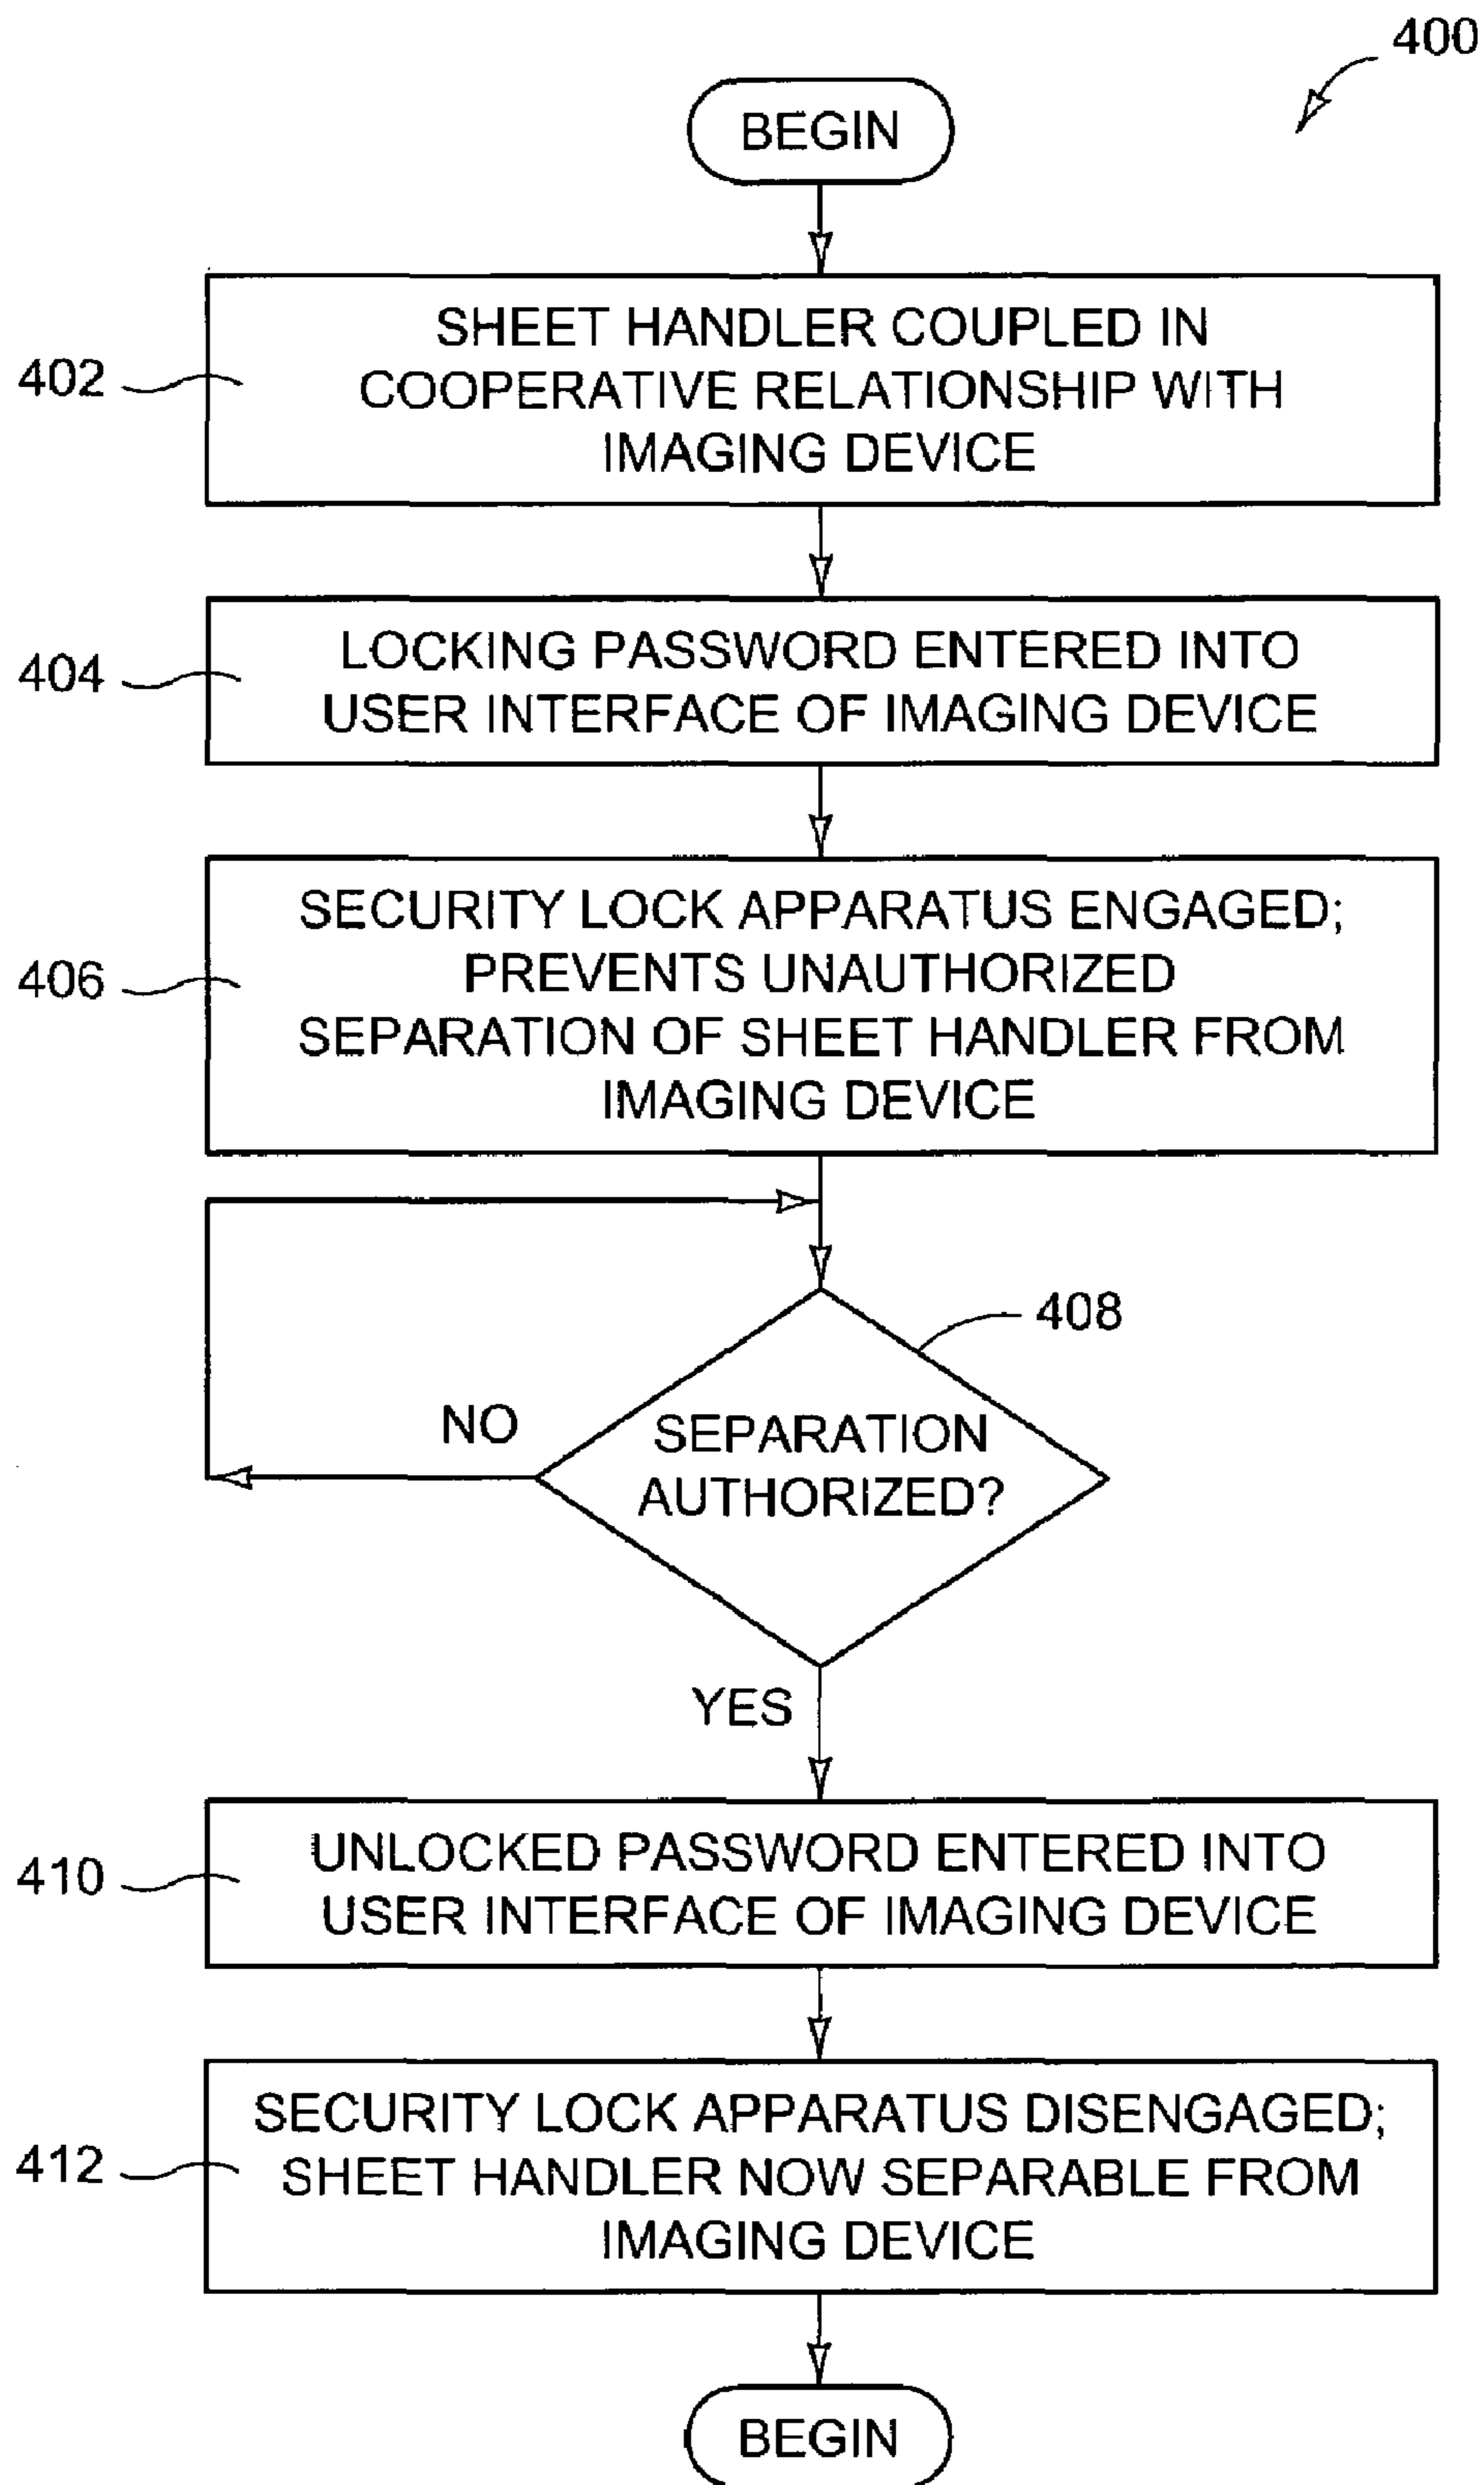 400
BEGIN
402
SHEET HANDLER COUPLED IN
COOPERATIVE RELATIONSHIP WITH
IMAGING DEVICE
404
LOCKING PASSWORD ENTERED INTO
USER INTERFACE OF IMAGING DEVICE
406
SECURITY LOCK APPARATUS ENGAGED;
PREVENTS UNAUTHORIZED
SEPARATION OF SHEET HANDLER FROM
IMAGING DEVICE
408
NO
SEPARATION
AUTHORIZED?
YES
410
UNLOCKED PASSWORD ENTERED INTO
USER INTERFACE OF IMAGING DEVICE
412
SECURITY LOCK APPARATUS DISENGAGED;
SHEET HANDLER NOW SEPARABLE FROM
IMAGING DEVICE
BEGIN